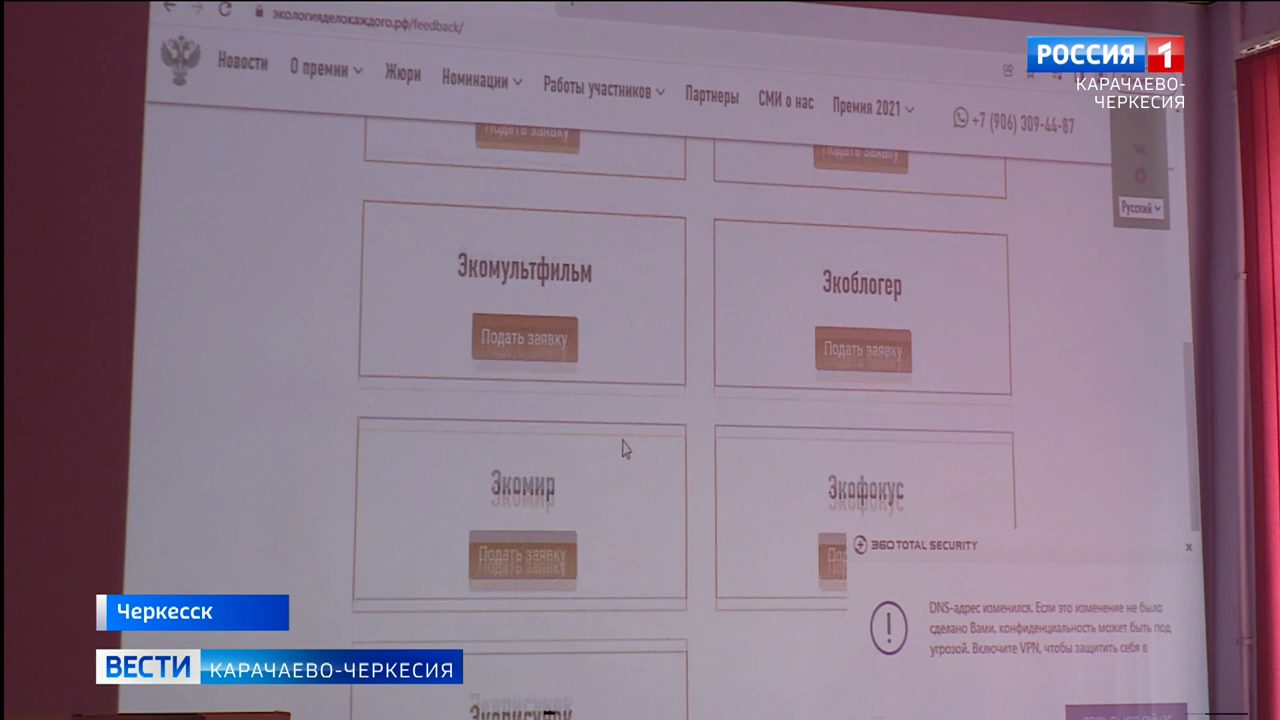 экологияделокаждого.рф/feedback/
РОССИЯ 1
КАРАЧАЕВО-
ЧЕРКЕСИЯ
Новости О премии Жюри Номинации Работы участников Партнеры СМИ о нас Премия 2021 +7 (906) 309-44-87
Подать заявку Подать заявку
Русский
Экомультфильм Экоблогер
Подать заявку Подать заявку
Экомир Экофокус
Подать заявку
360 TOTAL SECURITY
DNS-адрес изменился. Если это изменение не было
сделано Вами, конфиденциальность может быть под
угрозой. Включите VPN, чтобы защитить себя в
Черкесск
ВЕСТИ КАРАЧАЕВО-ЧЕРКЕСИЯ
Экорисунок